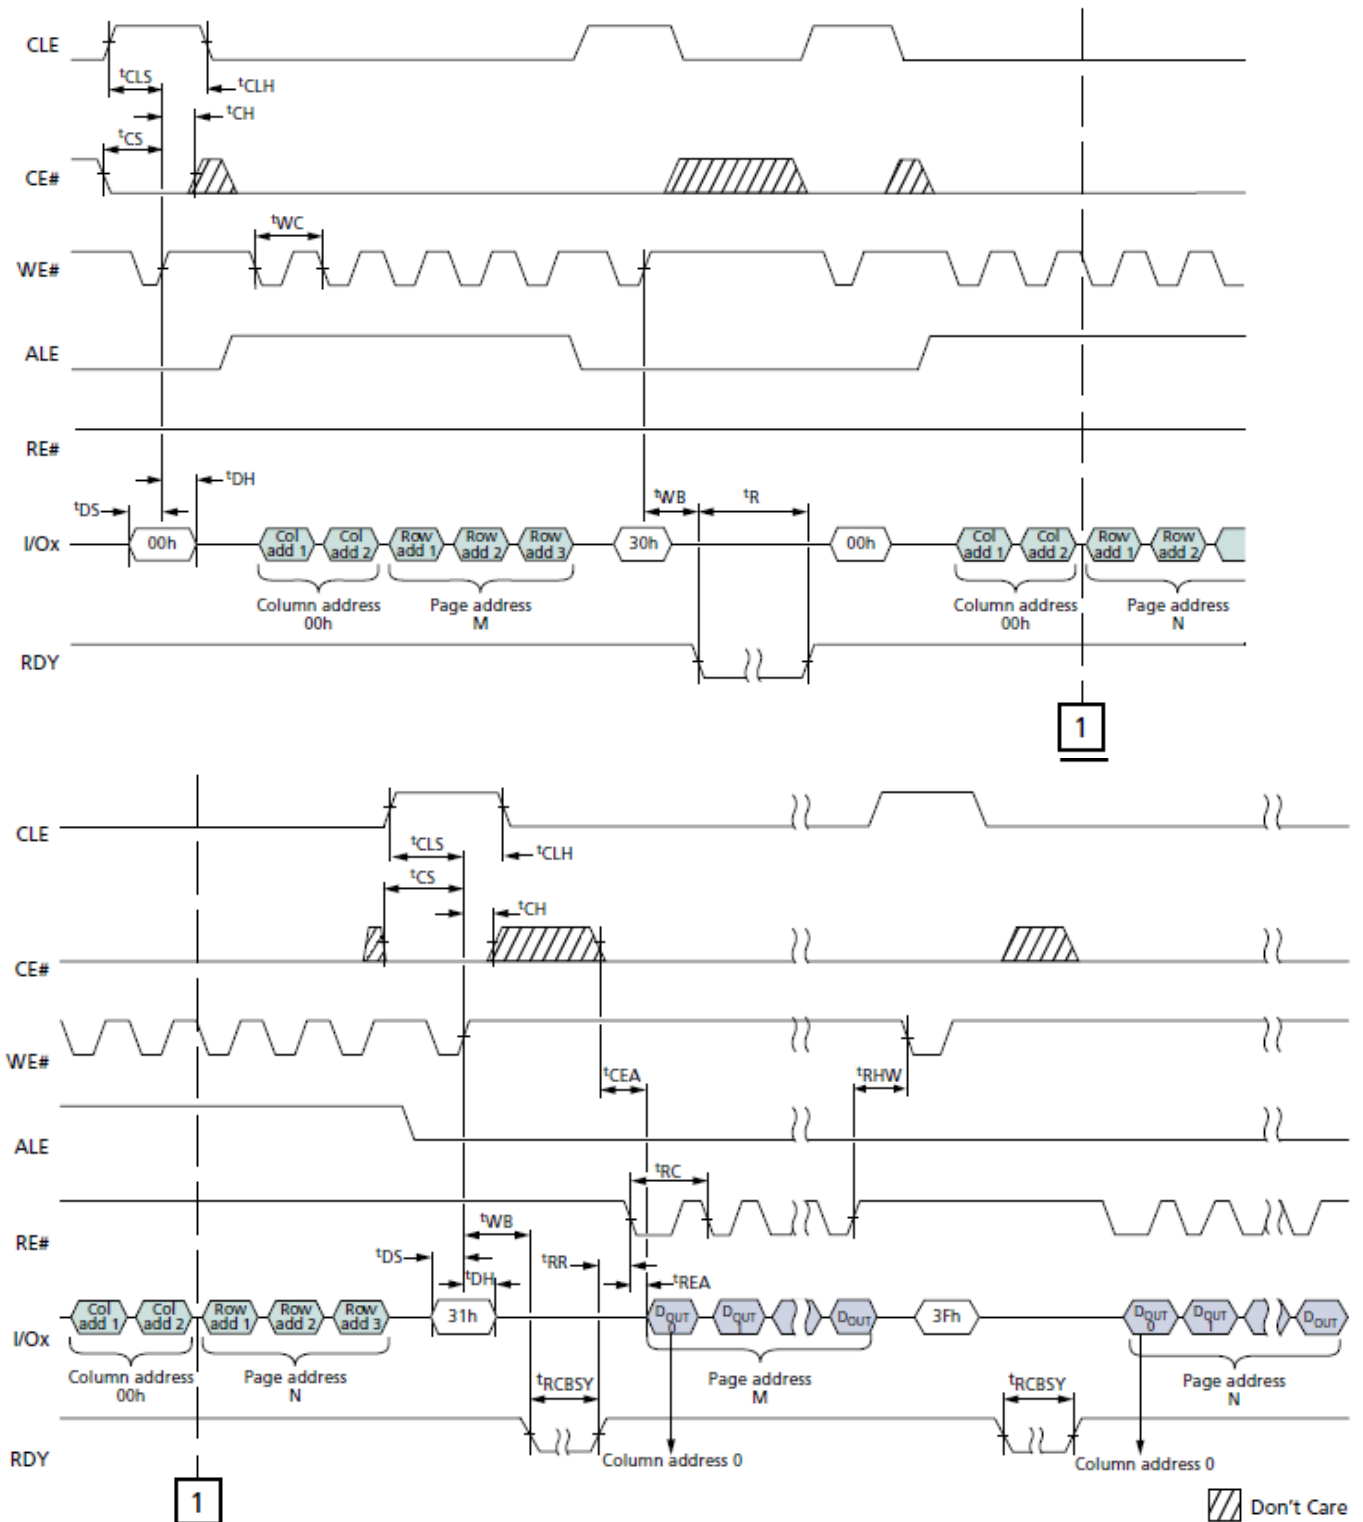 CLE
tCLS
tCLH
tCH
tCS
CE#
tWC
WE#
ALE
RE#
tDH
tDS
tWB
tR
I/Ox
00h
Col add 1
Col add 2
Row add 1
Row add 2
Row add 3
30h
00h
Col add 1
Col add 2
Row add 1
Row add 2
Column address 00h
Page address M
Column address 00h
Page address N
RDY
1
CLE
tCLS
tCLH
tCS
tCH
CE#
WE#
tCEA
tRHW
ALE
tRC
RE#
tWB
tDS
tRR
tDH
tREA
I/Ox
Col add 1
Col add 2
Row add 1
Row add 2
Row add 3
31h
DOUT 0
DOUT 1
DOUT
3Fh
DOUT 0
DOUT 1
DOUT
Column address 00h
Page address N
tRCBSY
Page address M
tRCBSY
Page address N
RDY
Column address 0
Column address 0
1
Don't Care